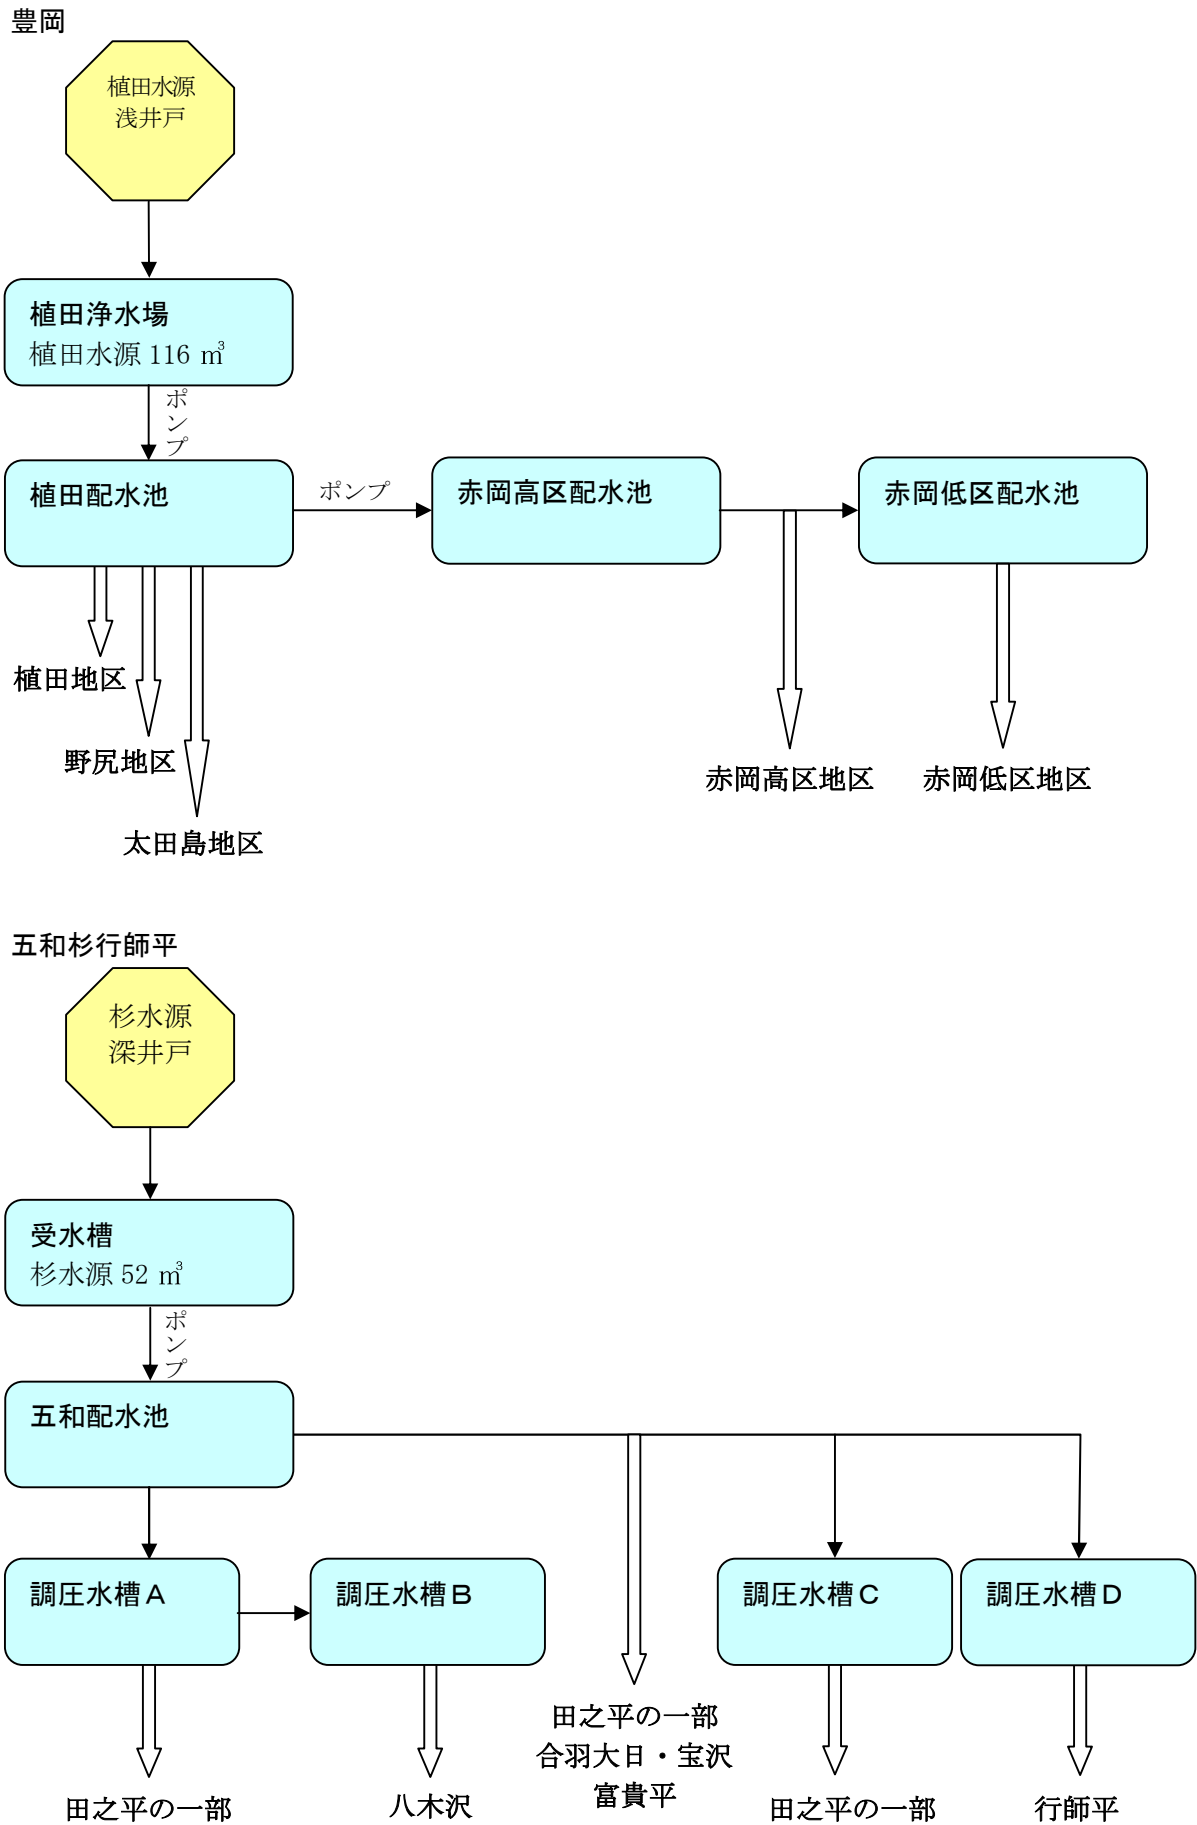 豊岡
植田水源
浅井戸
植田浄水場
植田水源 116 ㎥
ポンプ
植田配水池
ポンプ
赤岡高区配水池
赤岡低区配水池
植田地区
野尻地区
太田島地区
赤岡高区地区
赤岡低区地区
五和杉行師平
杉水源
深井戸
受水槽
杉水源 52 ㎥
ポンプ
五和配水池
調圧水槽Ａ
調圧水槽Ｂ
調圧水槽Ｃ
調圧水槽Ｄ
田之平の一部
八木沢
田之平の一部
合羽大日・宝沢
富貴平
田之平の一部
行師平